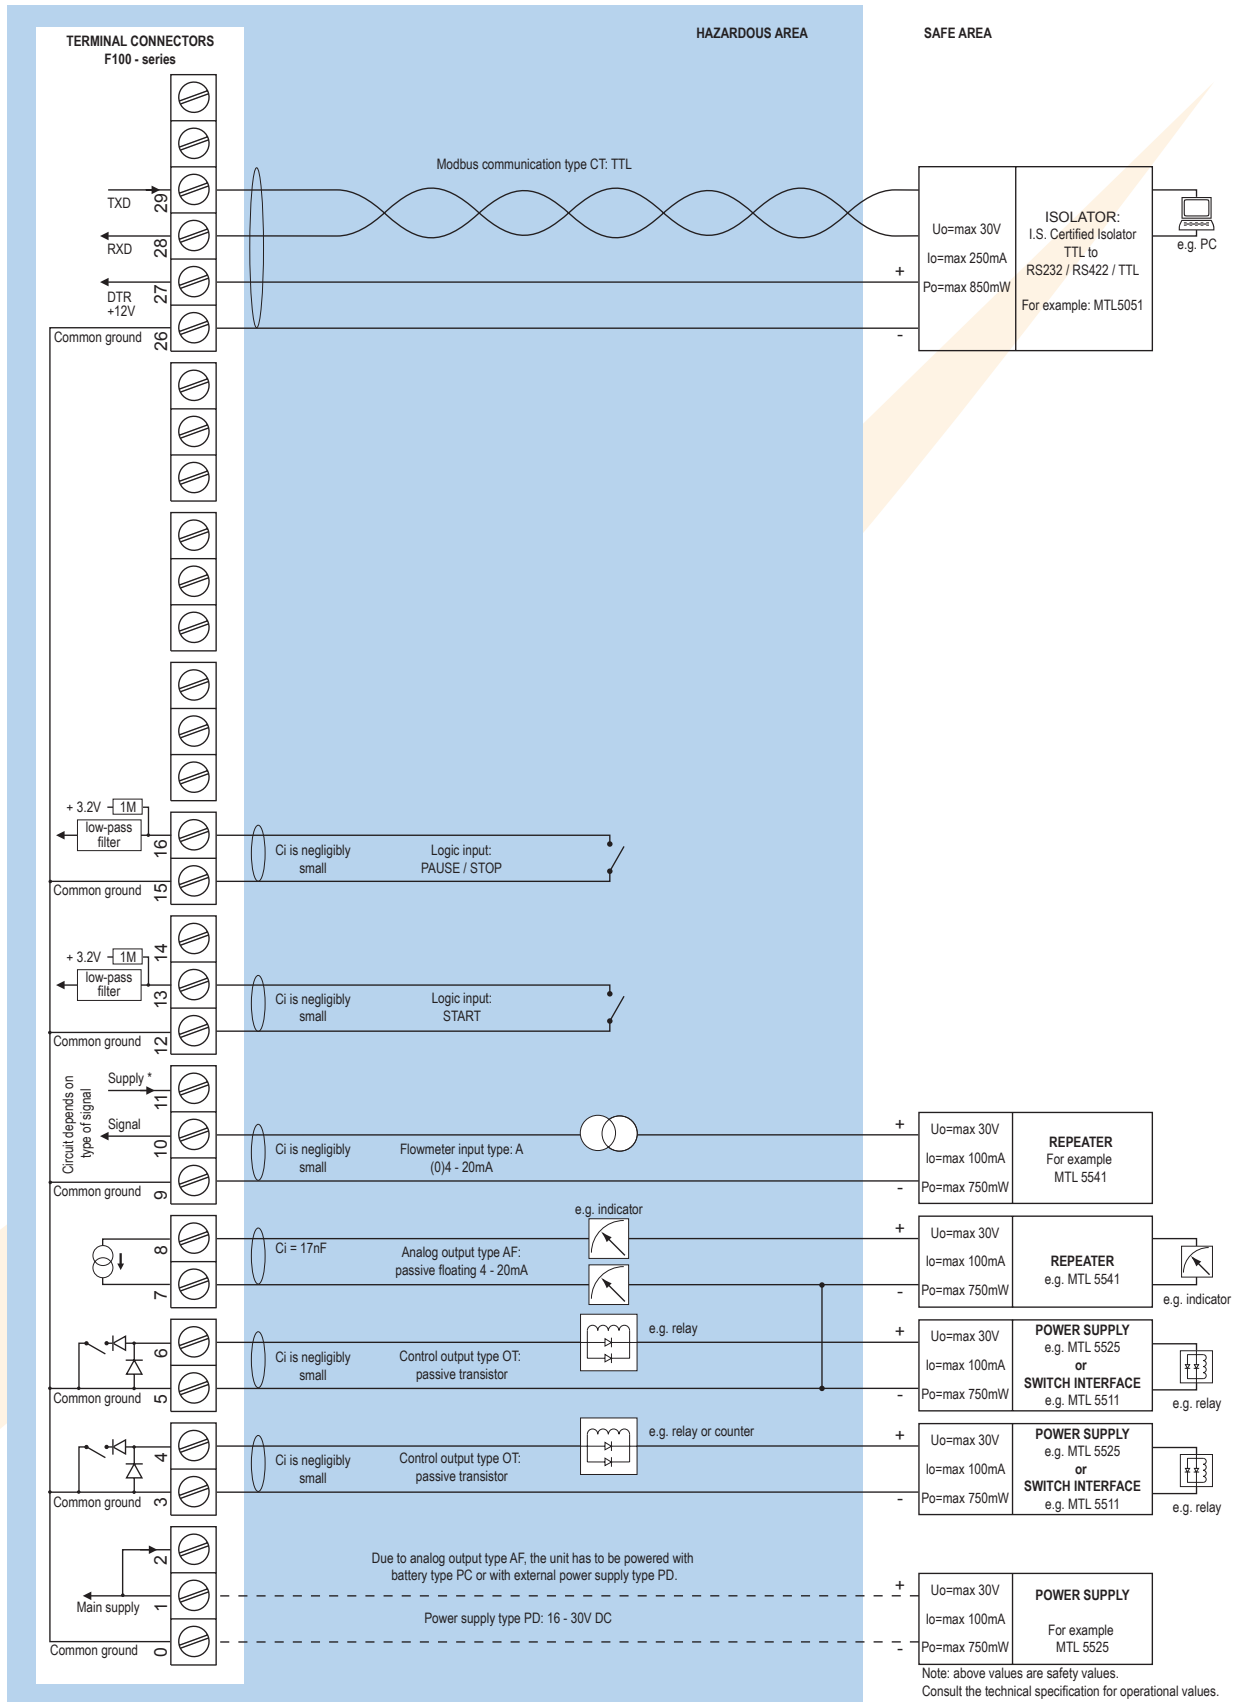 TERMINAL CONNECTORS
F100 - series
HAZARDOUS AREA
SAFE AREA
Modbus communication type CT: TTL
TXD
29
RXD
28
DTR
+12V
27
Common ground
26
+
-
Uo=max 30V
Io=max 250mA
Po=max 850mW
ISOLATOR:
I.S. Certified Isolator
TTL to
RS232 / RS422 / TTL
For example: MTL5051
e.g. PC
+ 3.2V
1M
low-pass
filter
16
Common ground
15
Ci is negligibly
small
Logic input:
PAUSE / STOP
14
+ 3.2V
1M
low-pass
filter
13
Common ground
12
Ci is negligibly
small
Logic input:
START
Circuit depends on
type of signal
Supply *
11
Signal
10
Common ground
9
Ci is negligibly
small
Flowmeter input type: A
(0)4 - 20mA
+
-
Uo=max 30V
Io=max 100mA
Po=max 750mW
REPEATER
For example
MTL 5541
8
7
Ci = 17nF
Analog output type AF:
passive floating 4 - 20mA
e.g. indicator
+
-
Uo=max 30V
Io=max 100mA
Po=max 750mW
REPEATER
e.g. MTL 5541
e.g. indicator
6
Common ground
5
Ci is negligibly
small
Control output type OT:
passive transistor
e.g. relay
+
-
Uo=max 30V
Io=max 100mA
Po=max 750mW
POWER SUPPLY
e.g. MTL 5525
or
SWITCH INTERFACE
e.g. MTL 5511
e.g. relay
4
Common ground
3
Ci is negligibly
small
Control output type OT:
passive transistor
e.g. relay or counter
+
-
Uo=max 30V
Io=max 100mA
Po=max 750mW
POWER SUPPLY
e.g. MTL 5525
or
SWITCH INTERFACE
e.g. MTL 5511
e.g. relay
2
Main supply
1
Common ground
0
Due to analog output type AF, the unit has to be powered with
battery type PC or with external power supply type PD.
Power supply type PD: 16 - 30V DC
+
-
Uo=max 30V
Io=max 100mA
Po=max 750mW
POWER SUPPLY
For example
MTL 5525
Note: above values are safety values.
Consult the technical specification for operational values.